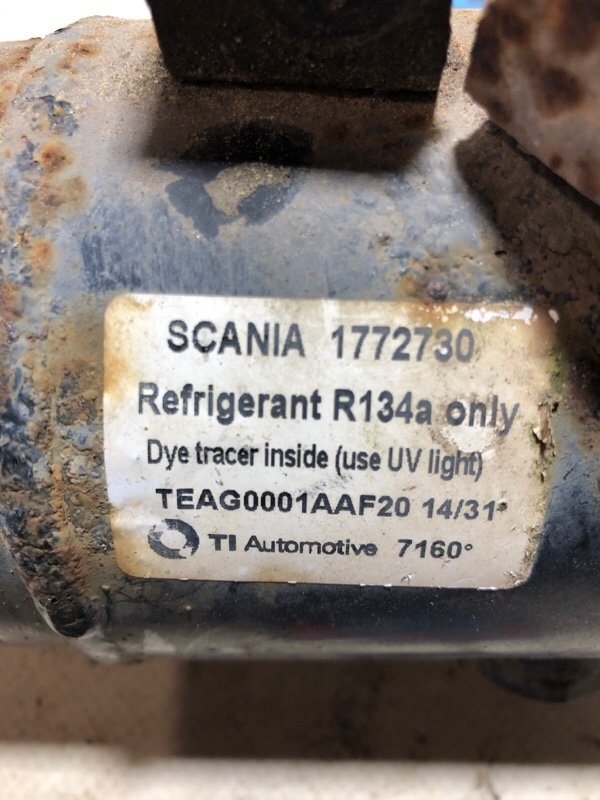 SCANIA 1772730
Refrigerant R134a only
Dye tracer inside (use UV light)
TEAG0001AAF20 14/31°
TI Automotive 7160°